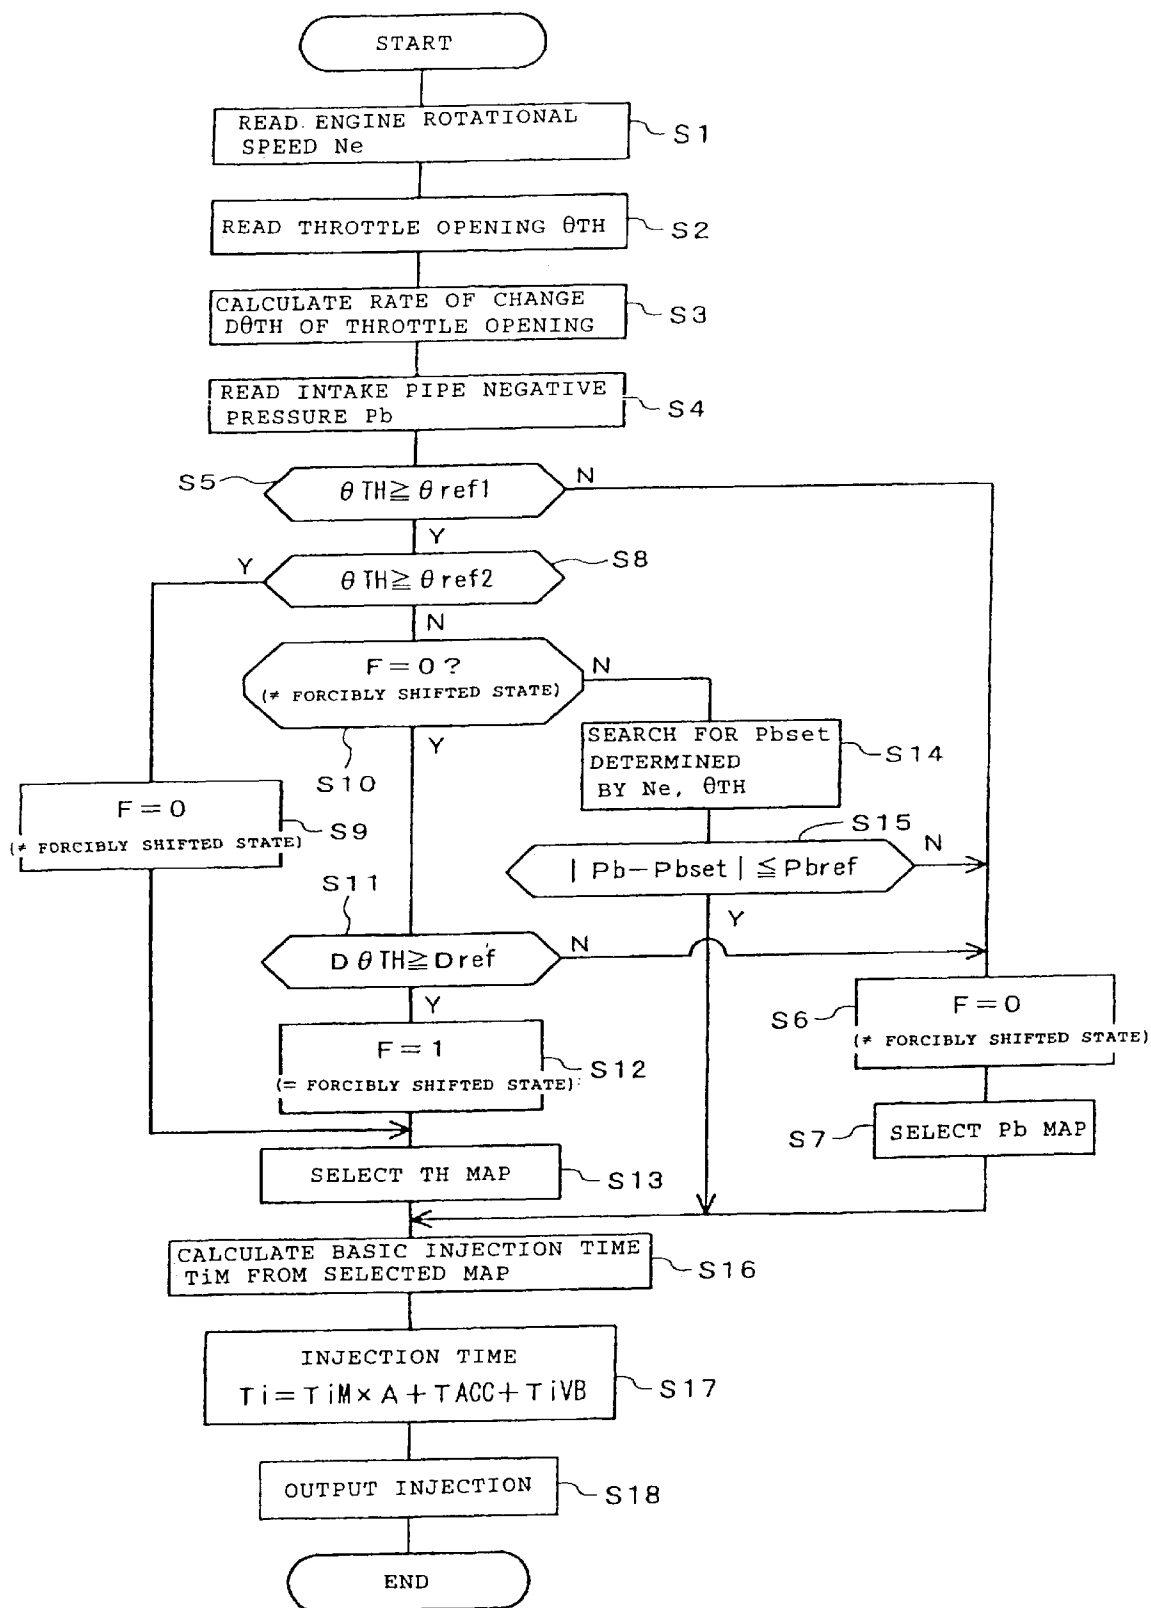 START
READ ENGINE ROTATIONAL
SPEED Ne
S1
READ THROTTLE OPENING θTH
S2
CALCULATE RATE OF CHANGE
DθTH OF THROTTLE OPENING
S3
READ INTAKE PIPE NEGATIVE
PRESSURE Pb
S4
S5
θTH≧θref1
N
Y
Y
θTH≧θref2
S8
N
F=0?
(≠ FORCIBLY SHIFTED STATE)
N
S10
Y
SEARCH FOR Pbset
DETERMINED
BY Ne, θTH
S14
F=0
(≠ FORCIBLY SHIFTED STATE)
S9
S15
|Pb-Pbset|≦Pbref
N
Y
S11
DθTH≧Dref
N
Y
S6
F=0
(≠ FORCIBLY SHIFTED STATE)
F=1
(= FORCIBLY SHIFTED STATE)
S12
S7
SELECT Pb MAP
SELECT TH MAP
S13
CALCULATE BASIC INJECTION TIME
TiM FROM SELECTED MAP
S16
INJECTION TIME
Ti=TiM×A+TACC+TiVB
S17
OUTPUT INJECTION
S18
END